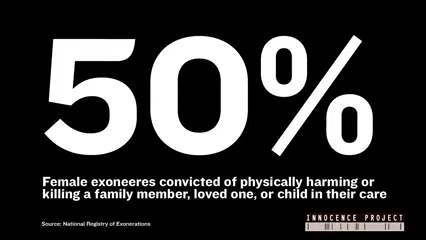 50%
Female exoneeres convicted of physically harming or
killing a family member, loved one, or child in their care
Source: National Registry of Exonerations
INNOCENCE PROJECT